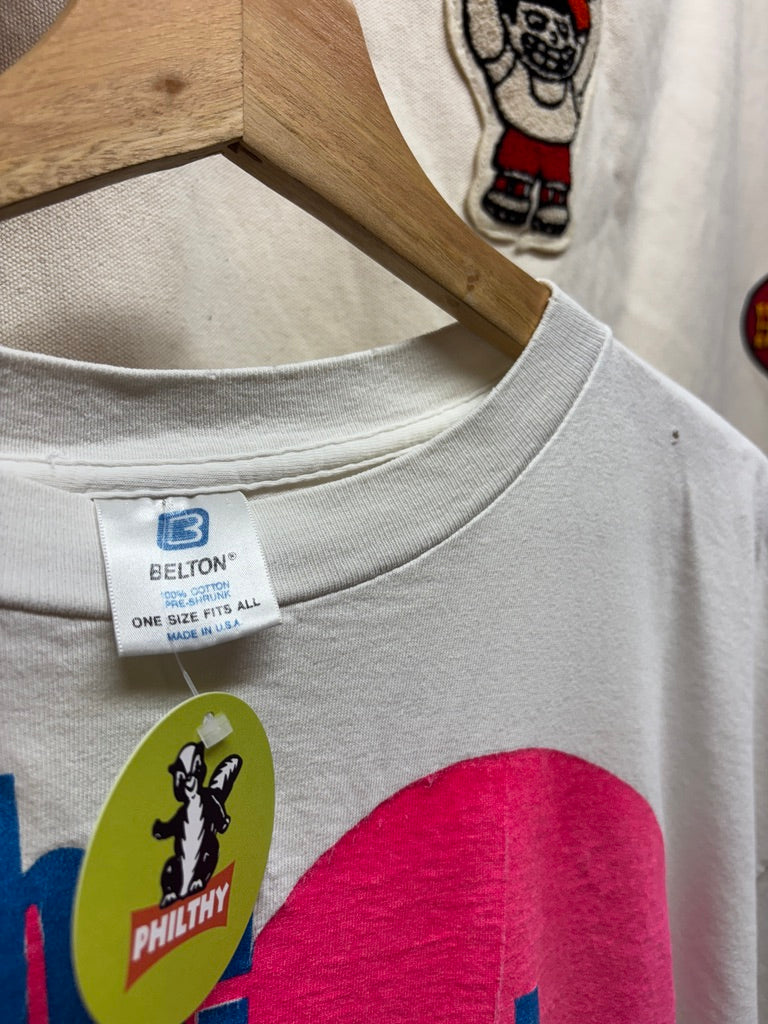 B
BELTON®
100% COTTON
PRE-SHRUNK
ONE SIZE FITS ALL
MADE IN U.S.A.
PHILTHY